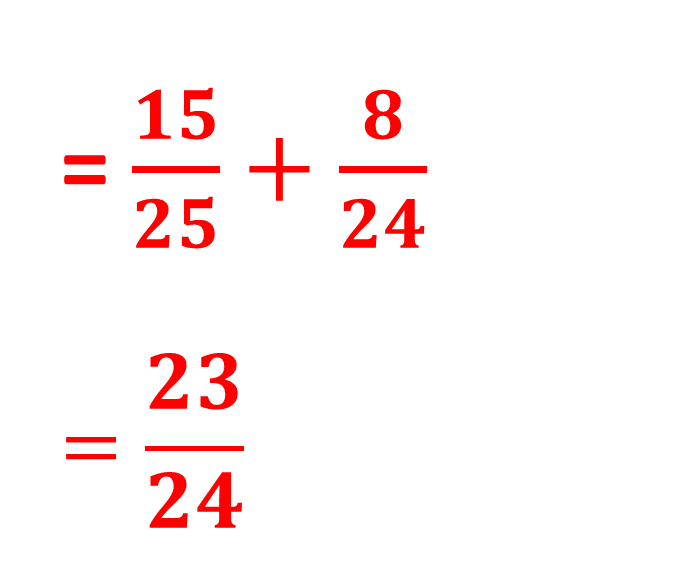 = 15/25 + 8/24
= 23/24